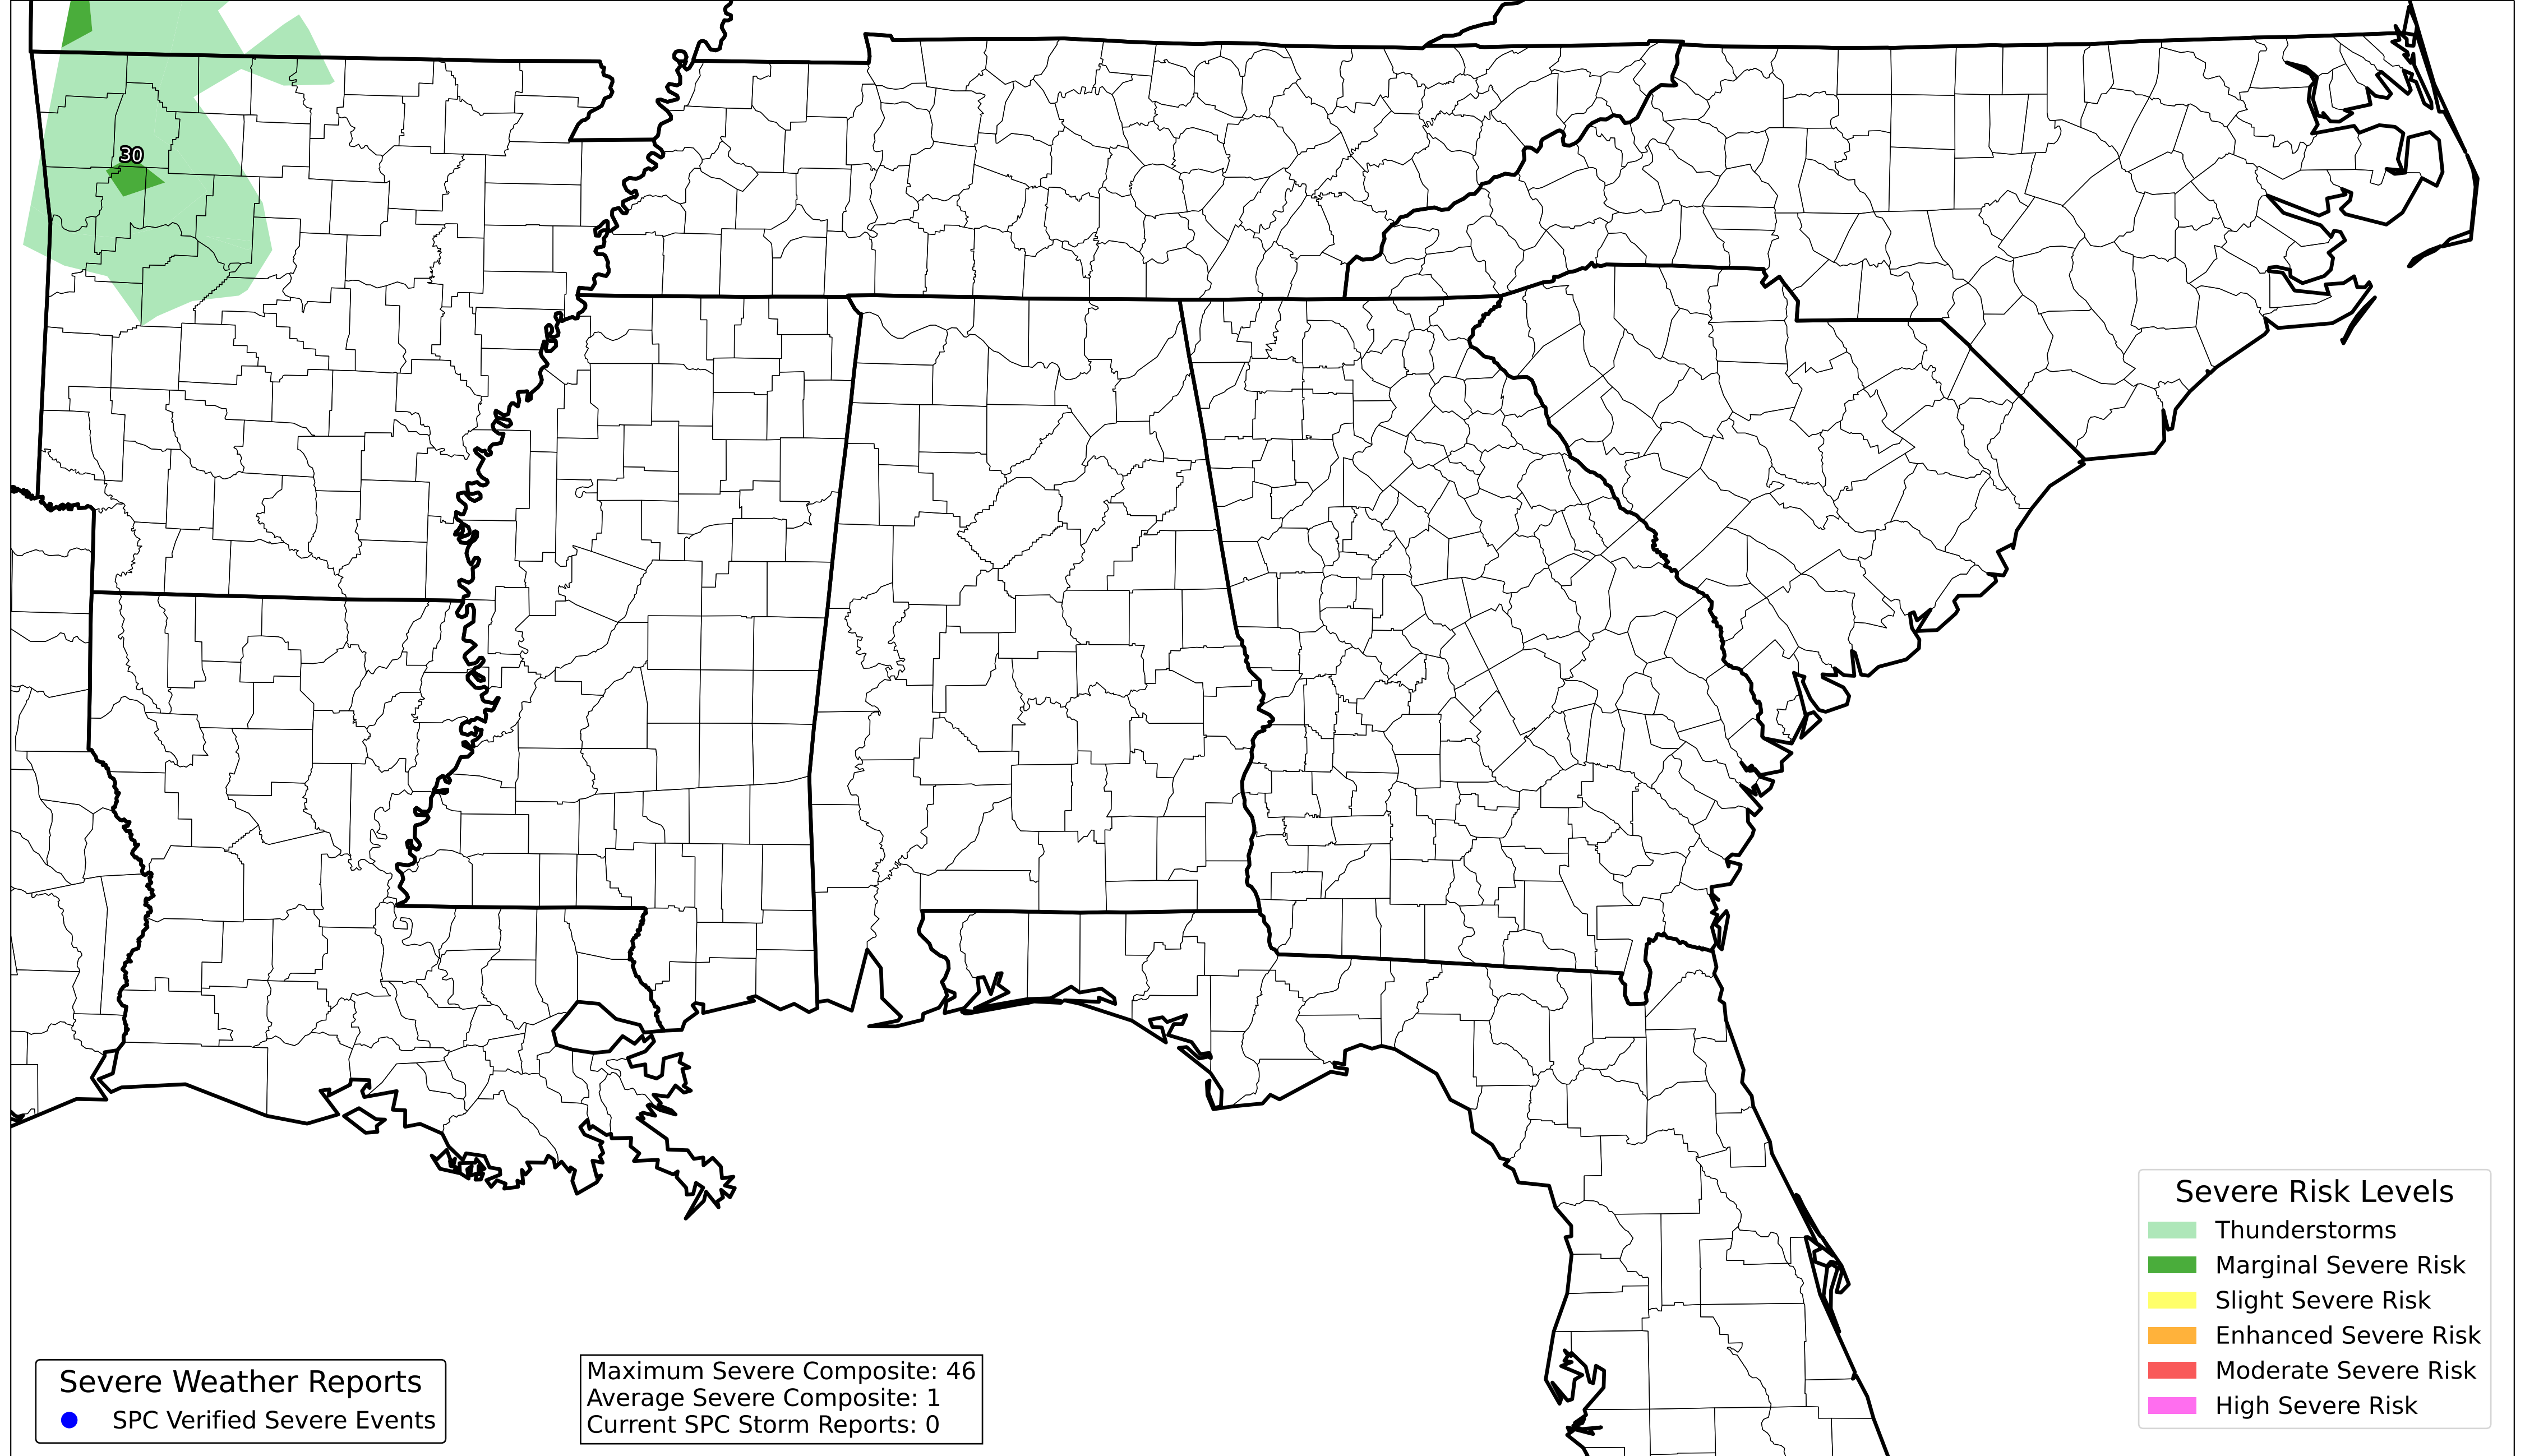 30
Severe Risk Levels
Thunderstorms
Marginal Severe Risk
Slight Severe Risk
Enhanced Severe Risk
Moderate Severe Risk
High Severe Risk
Severe Weather Reports
SPC Verified Severe Events
Maximum Severe Composite: 46
Average Severe Composite: 1
Current SPC Storm Reports: 0